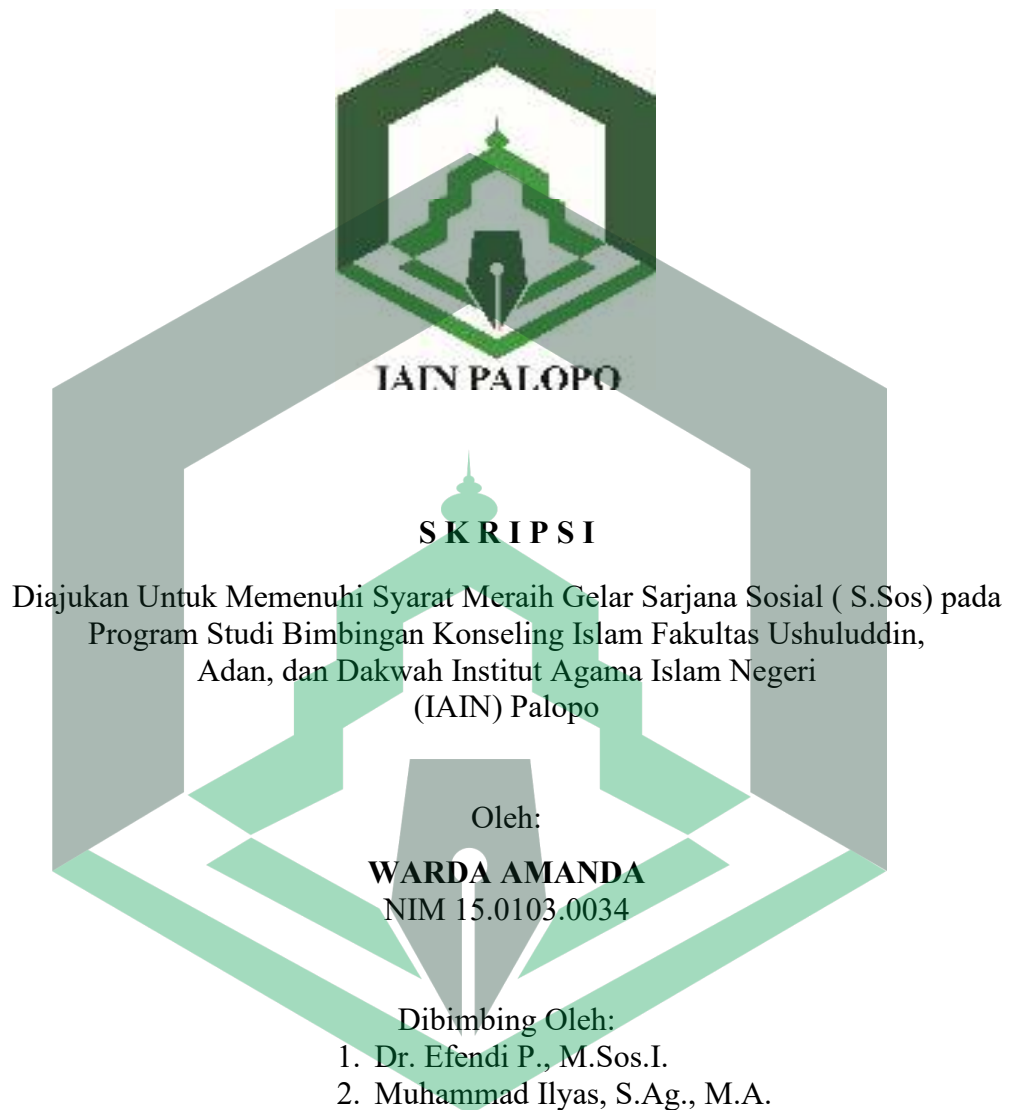 IAIN PALOPO
S K R I P S I
Diajukan Untuk Memenuhi Syarat Meraih Gelar Sarjana Sosial ( S.Sos) pada
Program Studi Bimbingan Konseling Islam Fakultas Ushuluddin,
Adan, dan Dakwah Institut Agama Islam Negeri
(IAIN) Palopo
Oleh:
WARDA AMANDA
NIM 15.0103.0034
Dibimbing Oleh:
1. Dr. Efendi P., M.Sos.I.
2. Muhammad Ilyas, S.Ag., M.A.